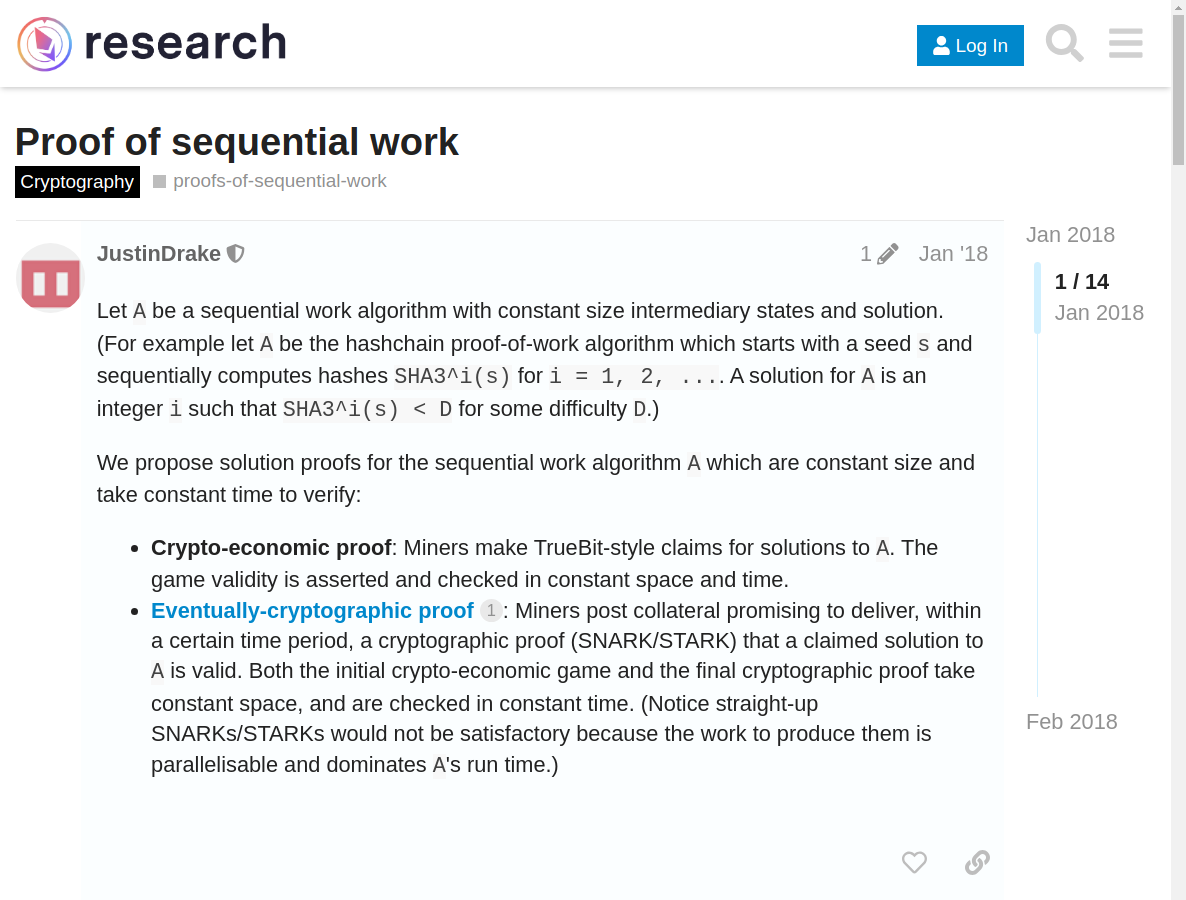 research
Log In
Proof of sequential work
Cryptography proofs-of-sequential-work
JustinDrake 1 Jan '18
Let A be a sequential work algorithm with constant size intermediary states and solution.
(For example let A be the hashchain proof-of-work algorithm which starts with a seed s and
sequentially computes hashes SHA3^i(s) for i = 1, 2, .... A solution for A is an
integer i such that SHA3^i(s) < D for some difficulty D.)
We propose solution proofs for the sequential work algorithm A which are constant size and
take constant time to verify:
• Crypto-economic proof: Miners make TrueBit-style claims for solutions to A. The
game validity is asserted and checked in constant space and time.
• Eventually-cryptographic proof 1: Miners post collateral promising to deliver, within
a certain time period, a cryptographic proof (SNARK/STARK) that a claimed solution to
A is valid. Both the initial crypto-economic game and the final cryptographic proof take
constant space, and are checked in constant time. (Notice straight-up
SNARKs/STARKs would not be satisfactory because the work to produce them is
parallelisable and dominates A's run time.)
Jan 2018
1 / 14
Jan 2018
Feb 2018